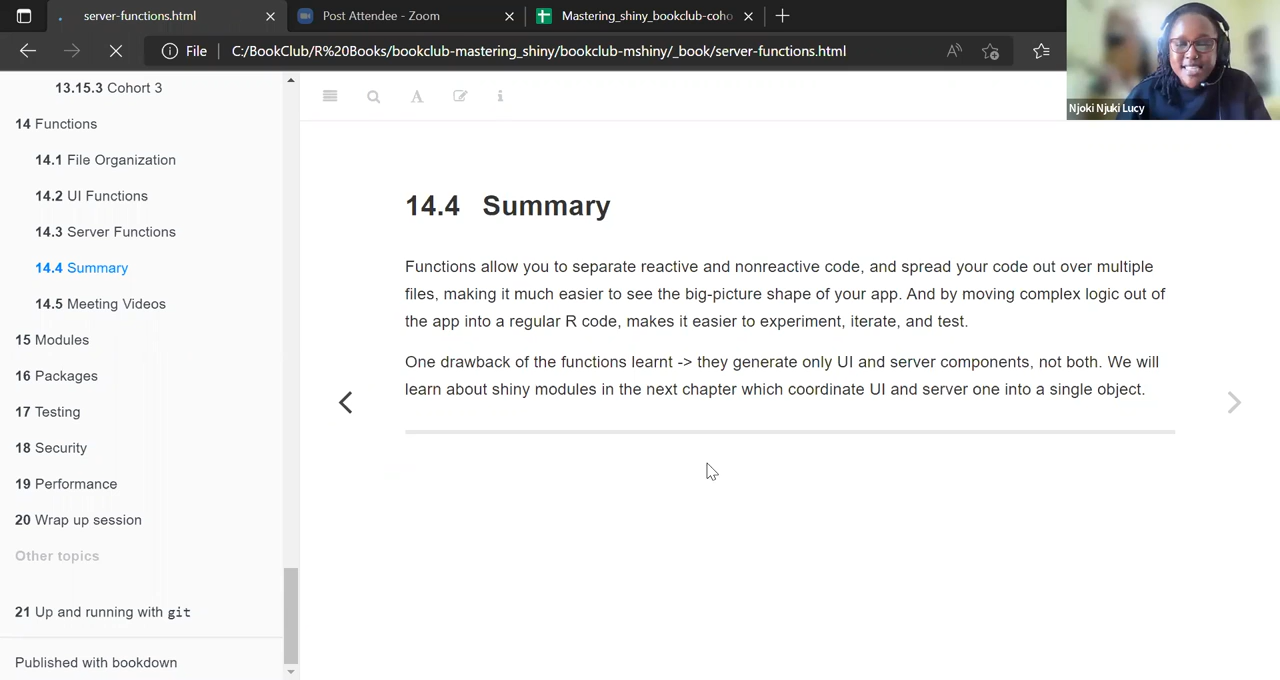 server-functions.html
Post Attendee - Zoom
Mastering_shiny_bookclub-coho
File
C:/BookClub/R%20Books/bookclub-mastering_shiny/bookclub-mshiny/_book/server-functions.html
Njoki Njuki Lucy
13.15.3 Cohort 3
14 Functions
14.1 File Organization
14.2 UI Functions
14.3 Server Functions
14.4 Summary
14.5 Meeting Videos
15 Modules
16 Packages
17 Testing
18 Security
19 Performance
20 Wrap up session
Other topics
21 Up and running with git
Published with bookdown
14.4 Summary
Functions allow you to separate reactive and nonreactive code, and spread your code out over multiple
files, making it much easier to see the big-picture shape of your app. And by moving complex logic out of
the app into a regular R code, makes it easier to experiment, iterate, and test.
One drawback of the functions learnt -> they generate only UI and server components, not both. We will
learn about shiny modules in the next chapter which coordinate UI and server one into a single object.